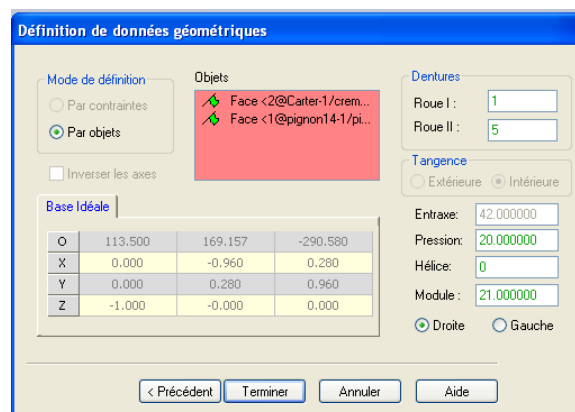 Définition de données géométriques
Mode de définition
Par contraintes
Par objets
Inverser les axes
Objets
Face <2@Carter-1/crem...
Face <1@pignon14-1/pi...
Dentures
Roue I : 1
Roue II : 5
Tangence
Extérieure Intérieure
Base Idéale
O 113.500 169.157 -290.580
X 0.000 -0.960 0.280
Y 0.000 0.280 0.960
Z -1.000 -0.000 0.000
Entraxe: 42.000000
Pression: 20.000000
Hélice: 0
Module : 21.000000
Droite Gauche
< Précédent Terminer Annuler Aide